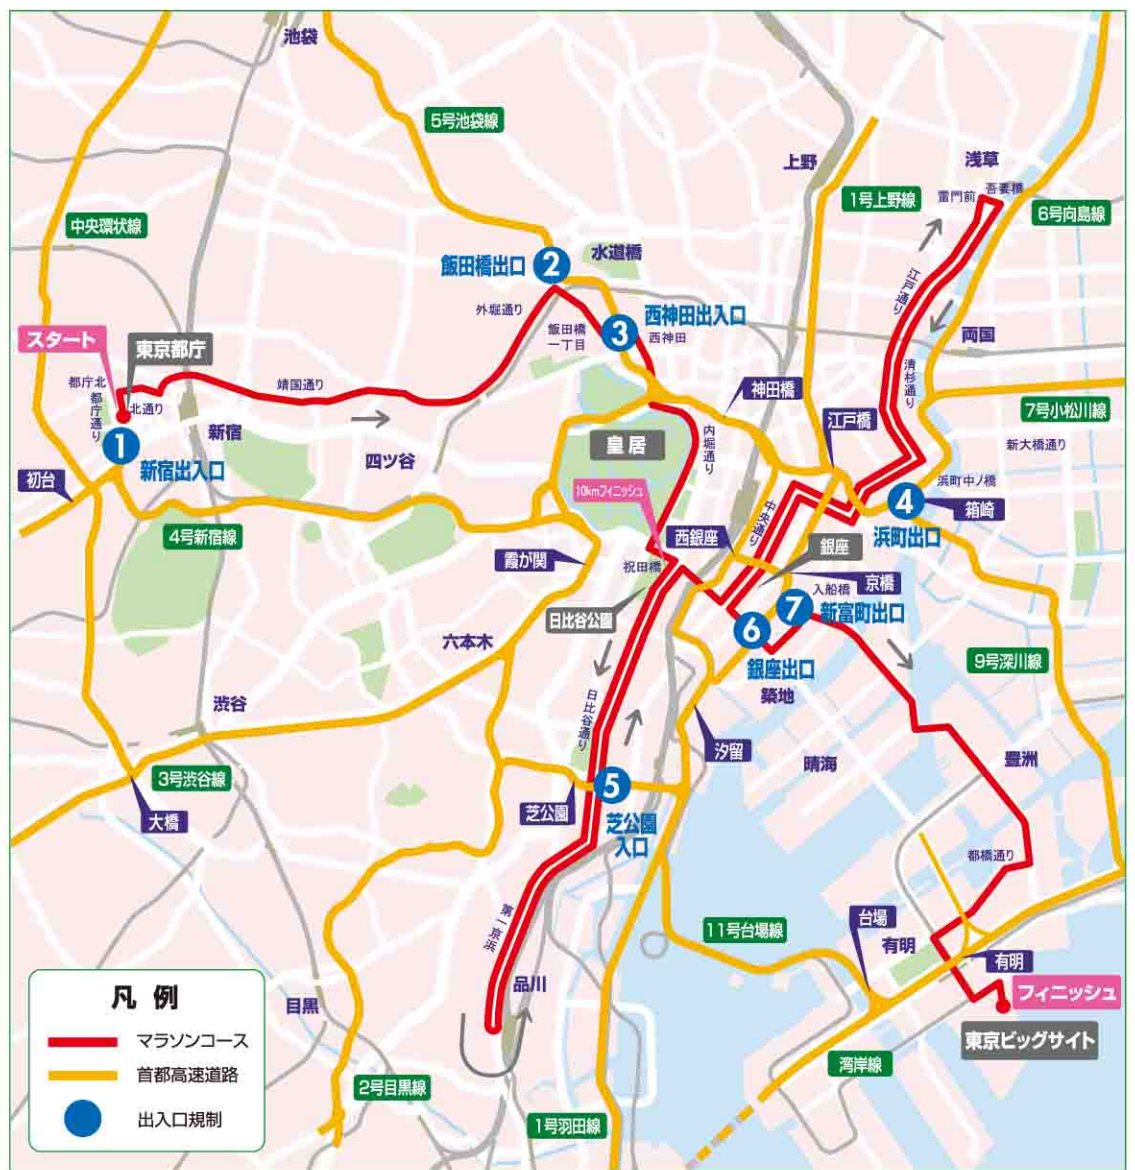 池袋
5号池袋線
上野
浅草
雷門前
吾妻橋
1号上野線
6号向島線
中央環状線
水道橋
飯田橋出口
2
江戸通り
外堀通り
飯田橋
一丁目
3
西神田出入口
西神田
両国
スタート
東京都庁
都庁北
都庁通り
北通り
靖国通り
清杉通り
神田橋
7号小松川線
1
新宿出入口
新宿
四ツ谷
皇居
内堀通り
江戸橋
新大橋通り
初台
10kmフィニッシュ
浜町中ノ橋
4
浜町出口
箱崎
4号新宿線
霞が関
西銀座
中央通り
銀座
祝田橋
京橋
入船橋
日比谷公園
7
新富町出口
6
銀座出口
六本木
9号深川線
築地
渋谷
日比谷通り
汐留
晴海
豊洲
3号渋谷線
大橋
芝公園
5
芝公園
入口
都橋通り
第一京浜
11号台場線
台場
有明
有明
品川
フィニッシュ
目黒
東京ビッグサイト
湾岸線
2号目黒線
1号羽田線
凡 例
マラソンコース
首都高速道路
出入口規制